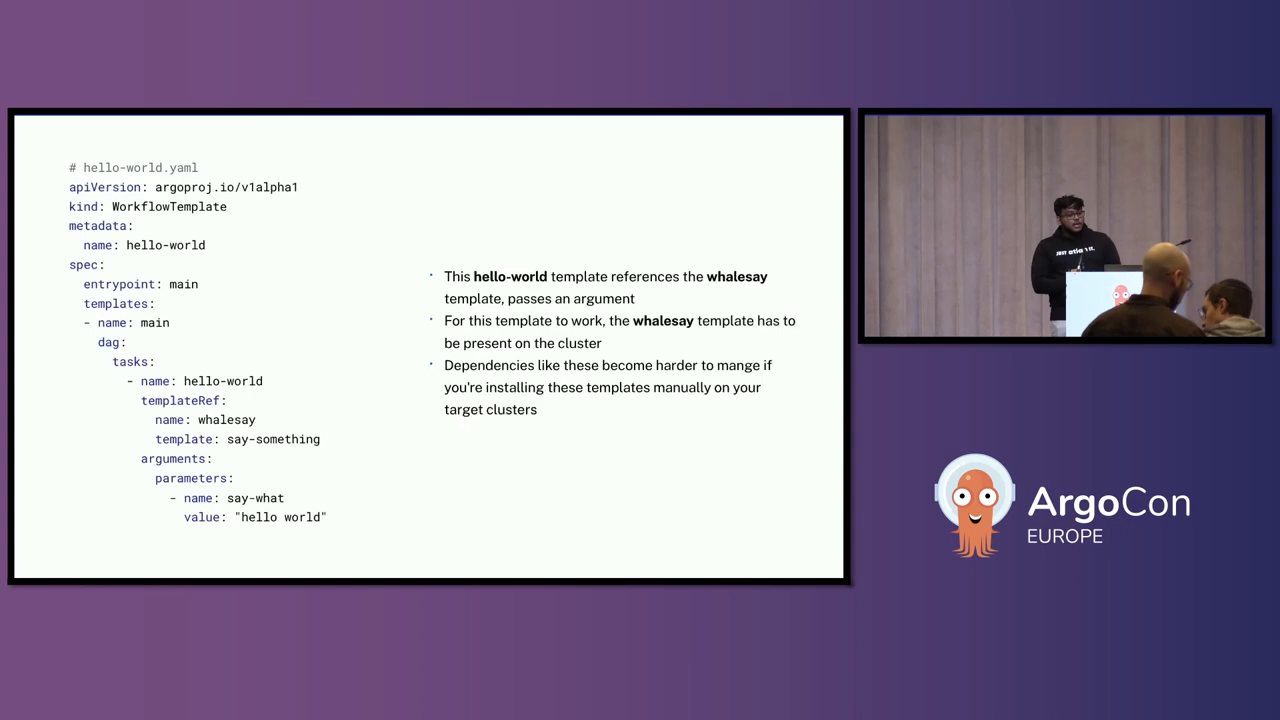 # hello-world.yaml
apiVersion: argoproj.io/v1alpha1
kind: WorkflowTemplate
metadata:
  name: hello-world
spec:
  entrypoint: main
  templates:
  - name: main
    dag:
      tasks:
        - name: hello-world
          templateRef:
            name: whalesay
            template: say-something
          arguments:
            parameters:
              - name: say-what
                value: "hello world"
· This hello-world template references the whalesay
template, passes an argument
· For this template to work, the whalesay template has to
be present on the cluster
· Dependencies like these become harder to mange if
you're installing these templates manually on your
target clusters
JUST atlan IT.
ArgoCon
EUROPE